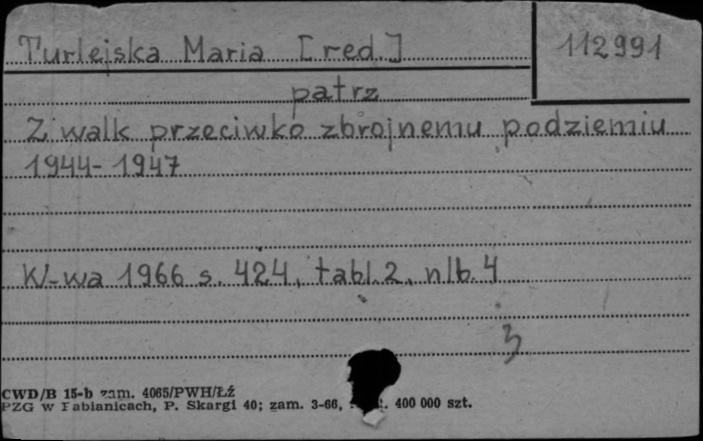 Turlejska Maria [red.]
112991
patrz
Z walk przeciwko zbrojnemu podziemiu
1944-1947
W-wa 1966 s. 424, tabl. 2, nlb. 4
3
CWD/B 15-b zam. 4065/PWH/Łź
PZG w Pabianicach, P. Skargi 40; zam. 3-66, 400 000 szt.